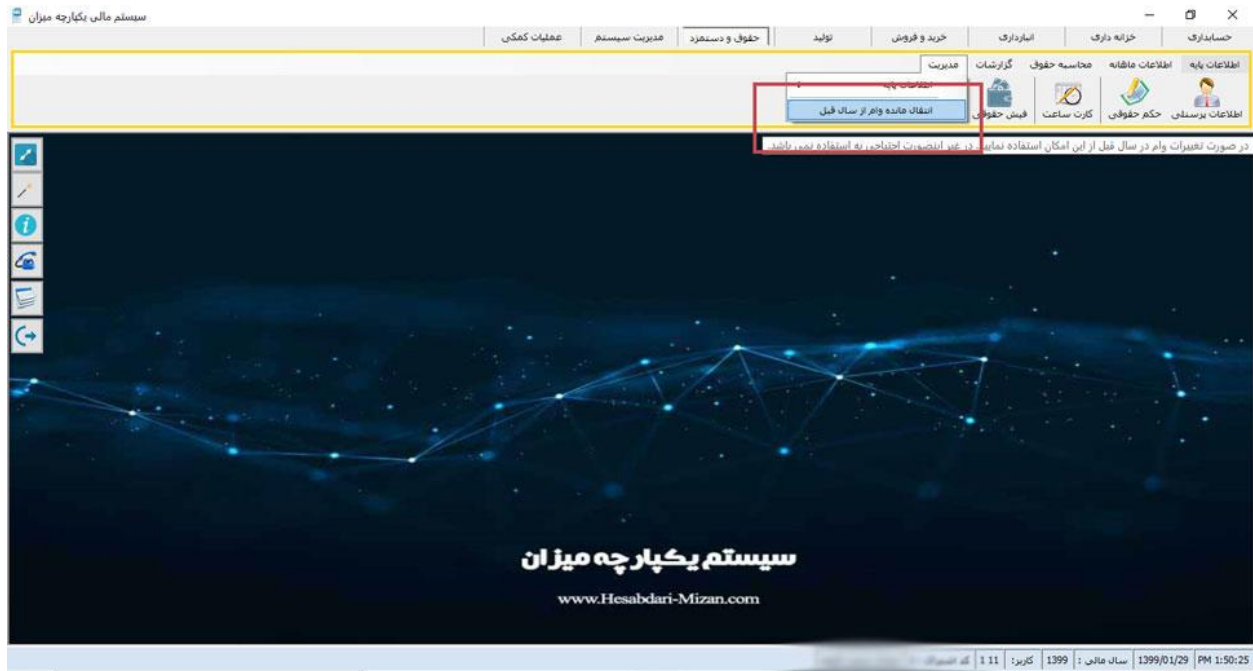 سیستم مالی یکپارچه میزان
حسابداری خزانه داری انبارداری خرید و فروش تولید حقوق و دستمزد مدیریت سیستم عملیات کمکی
اطلاعات پایه اطلاعات ماهانه محاسبه حقوق گزارشات مدیریت
اطلاعات پایه
انتقال مانده وام از سال قبل
اطلاعات پرسنلی حکم حقوقی کارت ساعت فیش حقوقی
در صورت تغییرات وام در سال قبل از این امکان استفاده نمایید. در غیر اینصورت احتیاجی به استفاده نمی باشد.
سیستم یکپارچه میزان
www.Hesabdari-Mizan.com
PM 1:50:25 1399/01/29 سال مالی : 1399 کاربر: 11 1